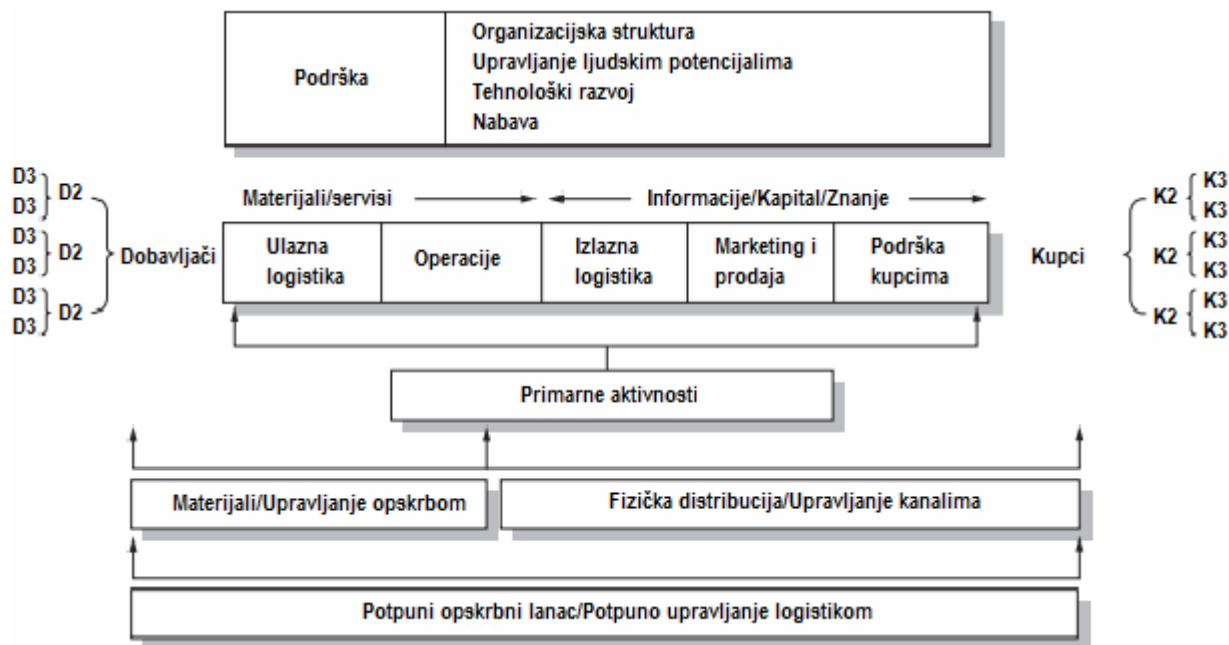 Podrška
Organizacijska struktura
Upravljanje ljudskim potencijalima
Tehnološki razvoj
Nabava
D3
D3
D2
D3
D3
D2
D3
D3
D2
Dobavljači
Materijali/servisi
Informacije/Kapital/Znanje
Ulazna
logistika
Operacije
Izlazna
logistika
Marketing i
prodaja
Podrška
kupcima
Kupci
K2
K3
K3
K2
K3
K3
K2
K3
K3
Primarne aktivnosti
Materijali/Upravljanje opskrbom
Fizička distribucija/Upravljanje kanalima
Potpuni opskrbni lanac/Potpuno upravljanje logistikom